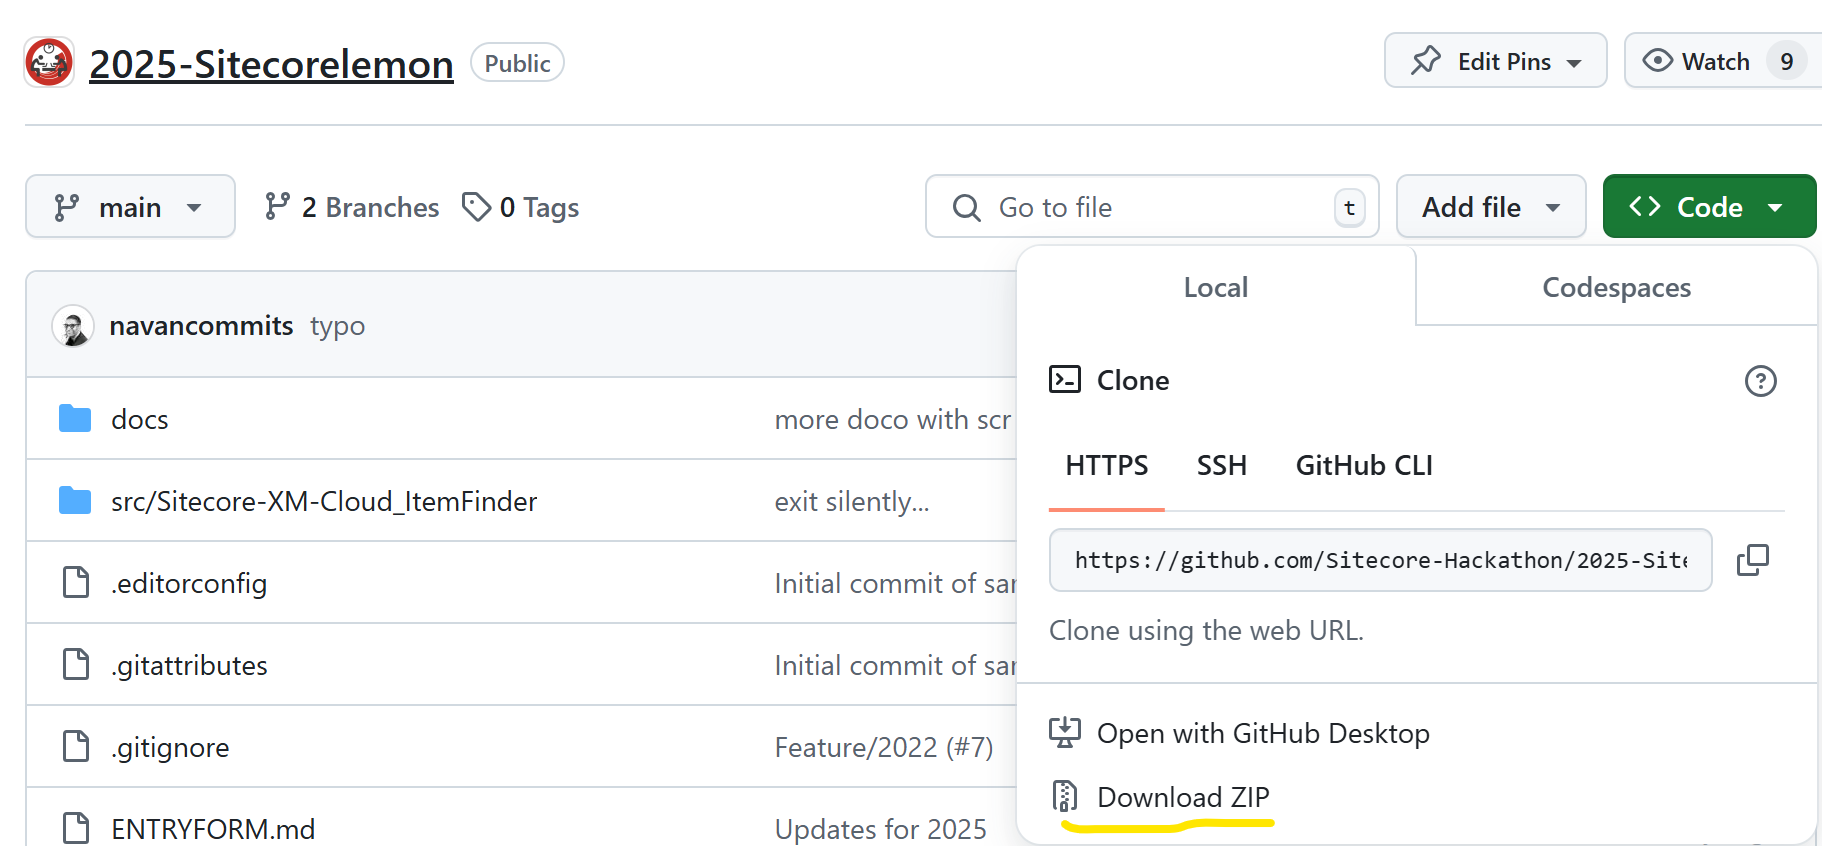 2025-Sitecorelemon Public Edit Pins Watch 9
main 2 Branches 0 Tags Go to file t Add file <> Code
Local Codespaces
navancommits typo
Clone
docs more doco with scr
HTTPS SSH GitHub CLI
src/Sitecore-XM-Cloud_ItemFinder exit silently...
https://github.com/Sitecore-Hackathon/2025-Site
.editorconfig Initial commit of sar
Clone using the web URL.
.gitattributes Initial commit of sar
Open with GitHub Desktop
.gitignore Feature/2022 (#7)
Download ZIP
ENTRYFORM.md Updates for 2025